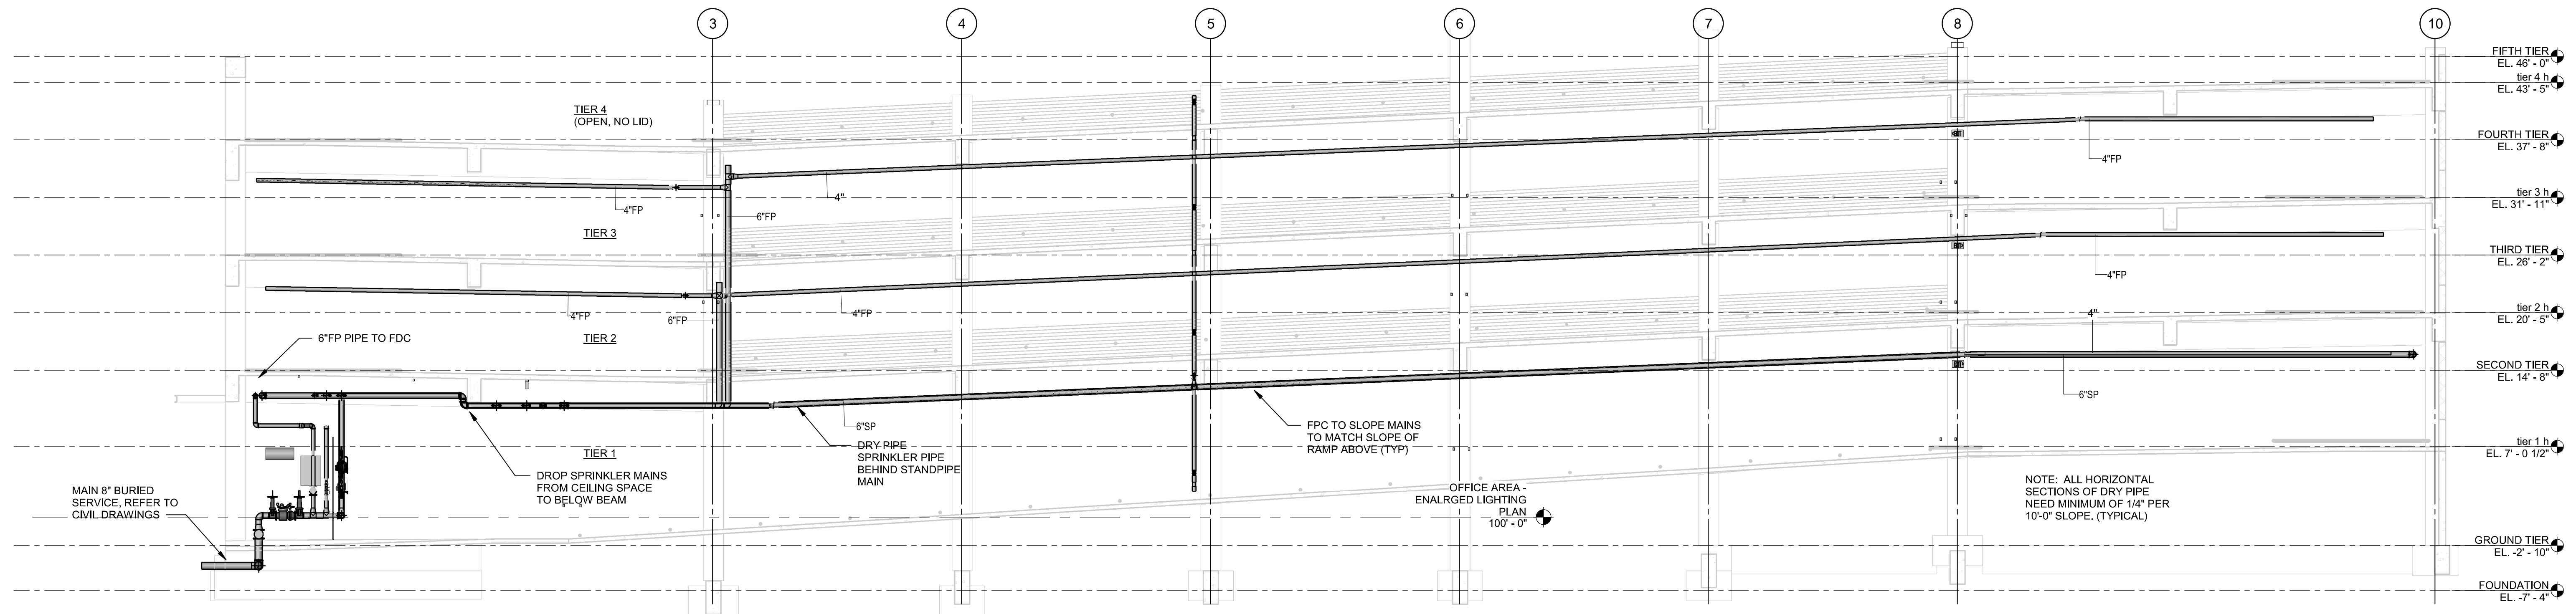 3
4
5
6
7
8
10
FIFTH TIER
EL. 46' - 0"
tier 4 h
EL. 43' - 5"
TIER 4
(OPEN, NO LID)
FOURTH TIER
EL. 37' - 8"
4"FP
4"FP
6"FP
4"
tier 3 h
EL. 31' - 11"
TIER 3
THIRD TIER
EL. 26' - 2"
4"FP
4"FP
6"FP
4"FP
tier 2 h
EL. 20' - 5"
4"
6"FP PIPE TO FDC
TIER 2
SECOND TIER
EL. 14' - 8"
6"SP
6"SP
DRY PIPE
SPRINKLER PIPE
BEHIND STANDPIPE
MAIN
FPC TO SLOPE MAINS
TO MATCH SLOPE OF
RAMP ABOVE (TYP)
tier 1 h
EL. 7' - 0 1/2"
TIER 1
DROP SPRINKLER MAINS
FROM CEILING SPACE
TO BELOW BEAM
MAIN 8" BURIED
SERVICE, REFER TO
CIVIL DRAWINGS
OFFICE AREA -
ENALRGED LIGHTING
PLAN
100' - 0"
NOTE: ALL HORIZONTAL
SECTIONS OF DRY PIPE
NEED MINIMUM OF 1/4" PER
10'-0" SLOPE. (TYPICAL)
GROUND TIER
EL. -2' - 10"
FOUNDATION
EL. -7' - 4"